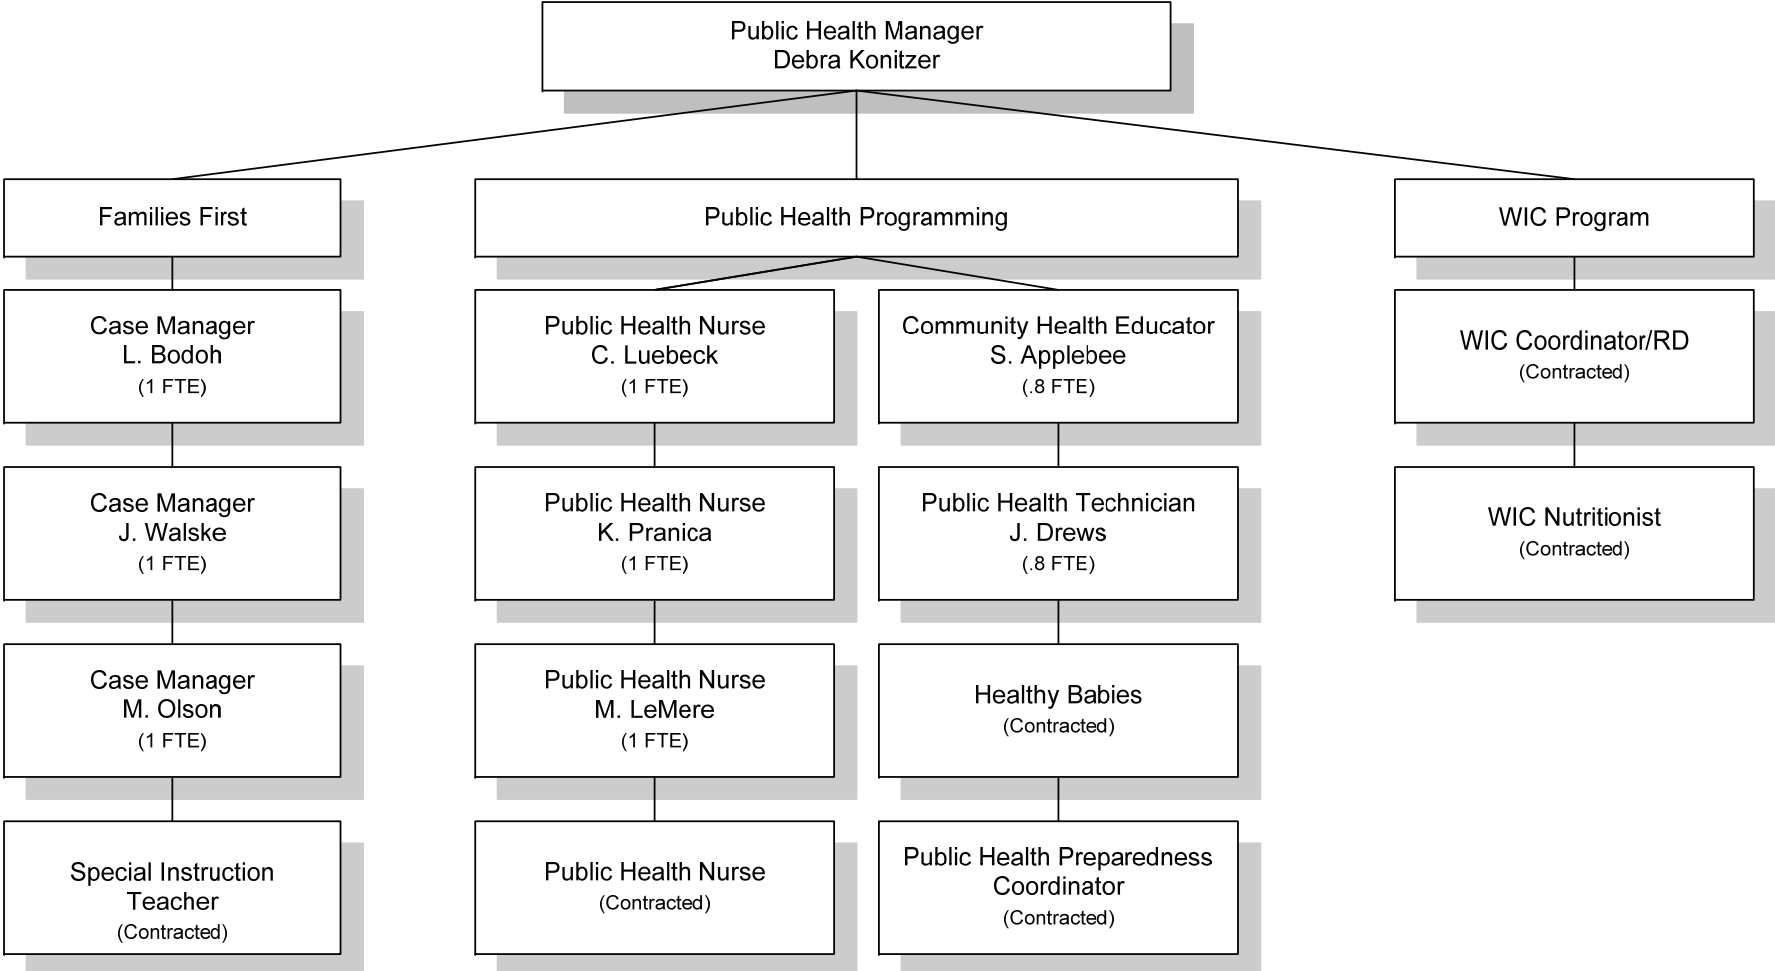 Public Health Manager
Debra Konitzer
Families First
Public Health Programming
WIC Program
Case Manager
L. Bodoh
(1 FTE)
Public Health Nurse
C. Luebeck
(1 FTE)
Community Health Educator
S. Applebee
(.8 FTE)
WIC Coordinator/RD
(Contracted)
Case Manager
J. Walske
(1 FTE)
Public Health Nurse
K. Pranica
(1 FTE)
Public Health Technician
J. Drews
(.8 FTE)
WIC Nutritionist
(Contracted)
Case Manager
M. Olson
(1 FTE)
Public Health Nurse
M. LeMere
(1 FTE)
Healthy Babies
(Contracted)
Special Instruction
Teacher
(Contracted)
Public Health Nurse
(Contracted)
Public Health Preparedness
Coordinator
(Contracted)